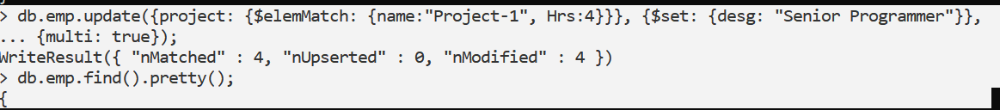 > db.emp.update({project: {$elemMatch: {name:"Project-1", Hrs:4}}}, {$set: {desg: "Senior Programmer"}},
... {multi: true});
WriteResult({ "nMatched" : 4, "nUpserted" : 0, "nModified" : 4 })
> db.emp.find().pretty();
{